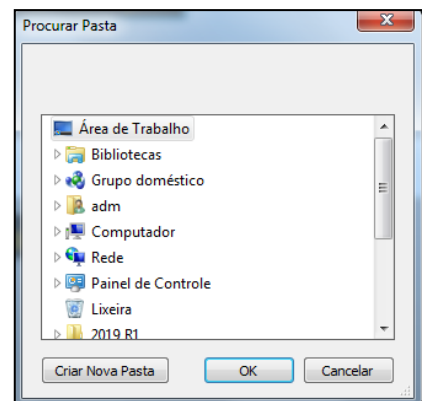 Procurar Pasta
Área de Trabalho
Bibliotecas
Grupo doméstico
adm
Computador
Rede
Painel de Controle
Lixeira
2019 R1
Criar Nova Pasta OK Cancelar